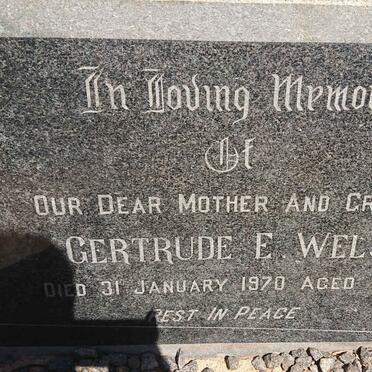 In Loving Memo
Of
OUR DEAR MOTHER AND GR
GERTRUDE E. WEL
DIED 31 JANUARY 1970 AGED
REST IN PEACE